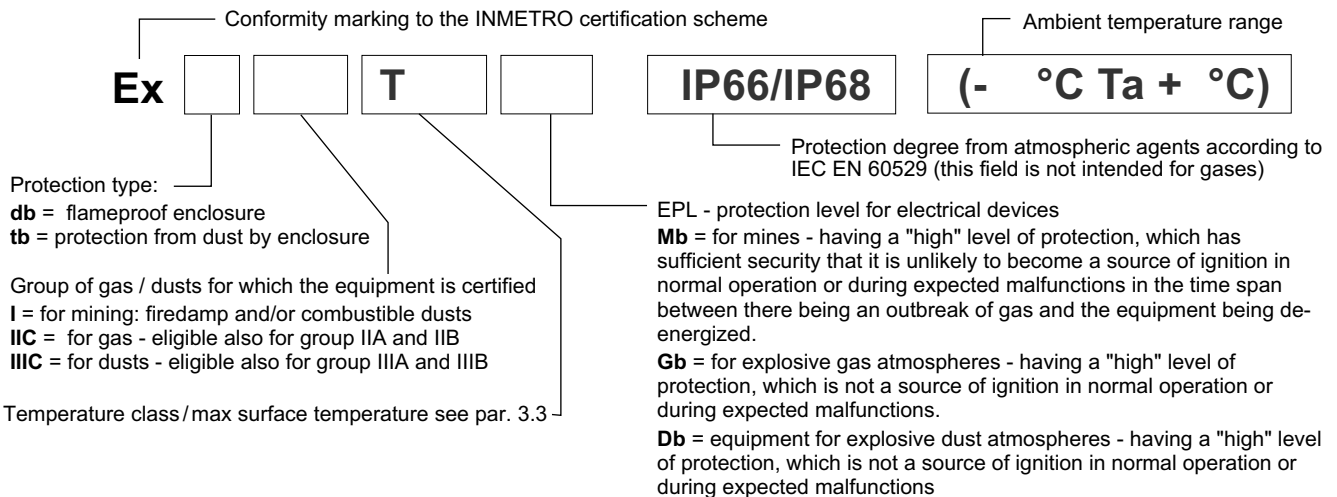 Conformity marking to the INMETRO certification scheme
Ambient temperature range
Ex T IP66/IP68 (- °C Ta + °C)
Protection degree from atmospheric agents according to
IEC EN 60529 (this field is not intended for gases)
Protection type:
db = flameproof enclosure
tb = protection from dust by enclosure
Group of gas / dusts for which the equipment is certified
I = for mining: firedamp and/or combustible dusts
IIC = for gas - eligible also for group IIA and IIB
IIIC = for dusts - eligible also for group IIIA and IIIB
Temperature class/max surface temperature see par. 3.3
EPL - protection level for electrical devices
Mb = for mines - having a "high" level of protection, which has
sufficient security that it is unlikely to become a source of ignition in
normal operation or during expected malfunctions in the time span
between there being an outbreak of gas and the equipment being de-
energized.
Gb = for explosive gas atmospheres - having a "high" level of
protection, which is not a source of ignition in normal operation or
during expected malfunctions.
Db = equipment for explosive dust atmospheres - having a "high" level
of protection, which is not a source of ignition in normal operation or
during expected malfunctions